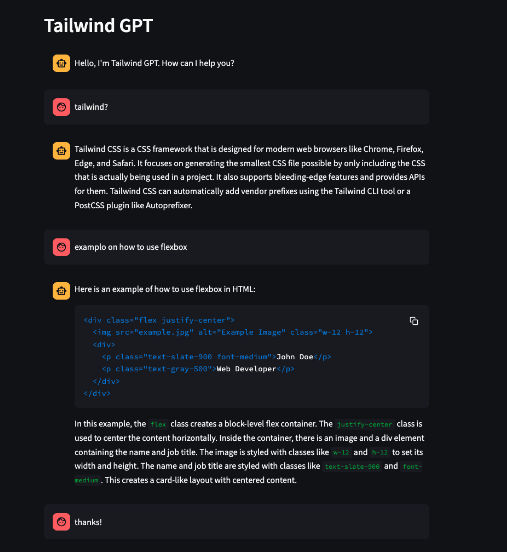 Tailwind GPT
Hello, I'm Tailwind GPT. How can I help you?
tailwind?
Tailwind CSS is a CSS framework that is designed for modern web browsers like Chrome, Firefox,
Edge, and Safari. It focuses on generating the smallest CSS file possible by only including the CSS
that is actually being used in a project. It also supports bleeding-edge features and provides APIs
for them. Tailwind CSS can automatically add vendor prefixes using the Tailwind CLI tool or a
PostCSS plugin like Autoprefixer.
examplo on how to use flexbox
Here is an example of how to use flexbox in HTML:
<div class="flex justify-center">
  <img src="example.jpg" alt="Example Image" class="w-12 h-12">
  <div>
    <p class="text-slate-900 font-medium">John Doe</p>
    <p class="text-gray-500">Web Developer</p>
  </div>
</div>
In this example, the flex class creates a block-level flex container. The justify-center class is
used to center the content horizontally. Inside the container, there is an image and a div element
containing the name and job title. The image is styled with classes like w-12 and h-12 to set its
width and height. The name and job title are styled with classes like text-slate-900 and font-
medium. This creates a card-like layout with centered content.
thanks!